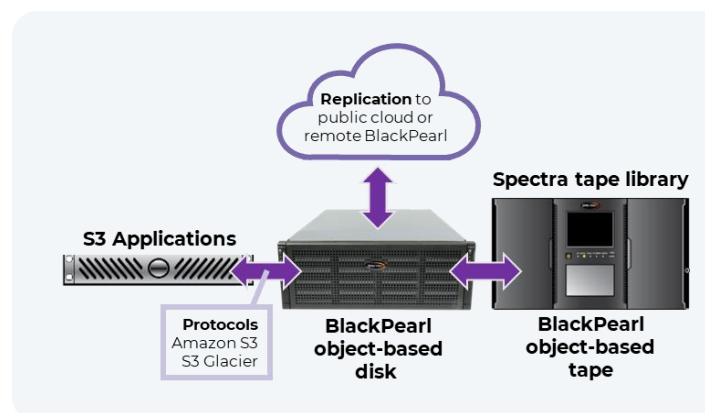 Replication to
public cloud or
remote BlackPearl
Spectra tape library
S3 Applications
Protocols
Amazon S3
S3 Glacier
BlackPearl
object-based
disk
BlackPearl
object-based
tape